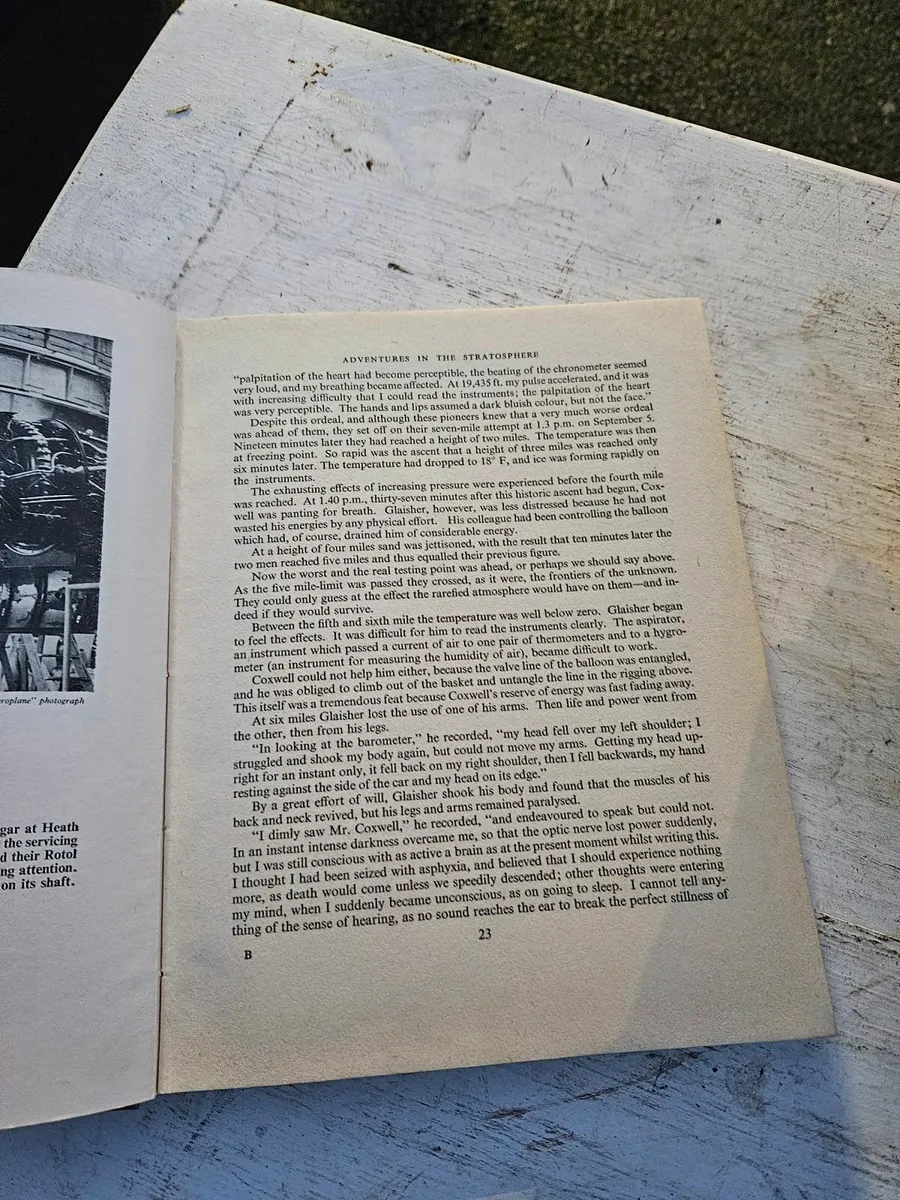 roplane" photograph
gar at Heath
the servicing
d their Rotol
ng attention.
on its shaft.
ADVENTURES IN THE STRATOSPHERE
"palpitation of the heart had become perceptible, the beating of the chronometer seemed
very loud, and my breathing became affected. At 19,435 ft. my pulse accelerated, and it was
with increasing difficulty that I could read the instruments; the palpitation of the heart
was very perceptible. The hands and lips assumed a dark bluish colour, but not the face."
Despite this ordeal, and although these pioneers knew that a very much worse ordeal
was ahead of them, they set off on their seven-mile attempt at 1.3 p.m. on September 5.
Nineteen minutes later they had reached a height of two miles. The temperature was then
at freezing point. So rapid was the ascent that a height of three miles was reached only
six minutes later. The temperature had dropped to 18° F, and ice was forming rapidly on
the instruments.
The exhausting effects of increasing pressure were experienced before the fourth mile
was reached. At 1.40 p.m., thirty-seven minutes after this historic ascent had begun, Cox-
well was panting for breath. Glaisher, however, was less distressed because he had not
wasted his energies by any physical effort. His colleague had been controlling the balloon
which had, of course, drained him of considerable energy.
At a height of four miles sand was jettisoned, with the result that ten minutes later the
two men reached five miles and thus equalled their previous figure.
Now the worst and the real testing point was ahead, or perhaps we should say above.
As the five mile-limit was passed they crossed, as it were, the frontiers of the unknown.
They could only guess at the effect the rarefied atmosphere would have on them—and in-
deed if they would survive.
Between the fifth and sixth mile the temperature was well below zero. Glaisher began
to feel the effects. It was difficult for him to read the instruments clearly. The aspirator,
an instrument which passed a current of air to one pair of thermometers and to a hygro-
meter (an instrument for measuring the humidity of air), became difficult to work.
Coxwell could not help him either, because the valve line of the balloon was entangled,
and he was obliged to climb out of the basket and untangle the line in the rigging above.
This itself was a tremendous feat because Coxwell's reserve of energy was fast fading away.
At six miles Glaisher lost the use of one of his arms. Then life and power went from
the other, then from his legs.
"In looking at the barometer," he recorded, "my head fell over my left shoulder; I
struggled and shook my body again, but could not move my arms. Getting my head up-
right for an instant only, it fell back on my right shoulder, then I fell backwards, my hand
resting against the side of the car and my head on its edge."
By a great effort of will, Glaisher shook his body and found that the muscles of his
back and neck revived, but his legs and arms remained paralysed.
"I dimly saw Mr. Coxwell," he recorded, "and endeavoured to speak but could not.
In an instant intense darkness overcame me, so that the optic nerve lost power suddenly,
but I was still conscious with as active a brain as at the present moment whilst writing this.
I thought I had been seized with asphyxia, and believed that I should experience nothing
more, as death would come unless we speedily descended; other thoughts were entering
my mind, when I suddenly became unconscious, as on going to sleep. I cannot tell any-
thing of the sense of hearing, as no sound reaches the ear to break the perfect stillness of
23
B